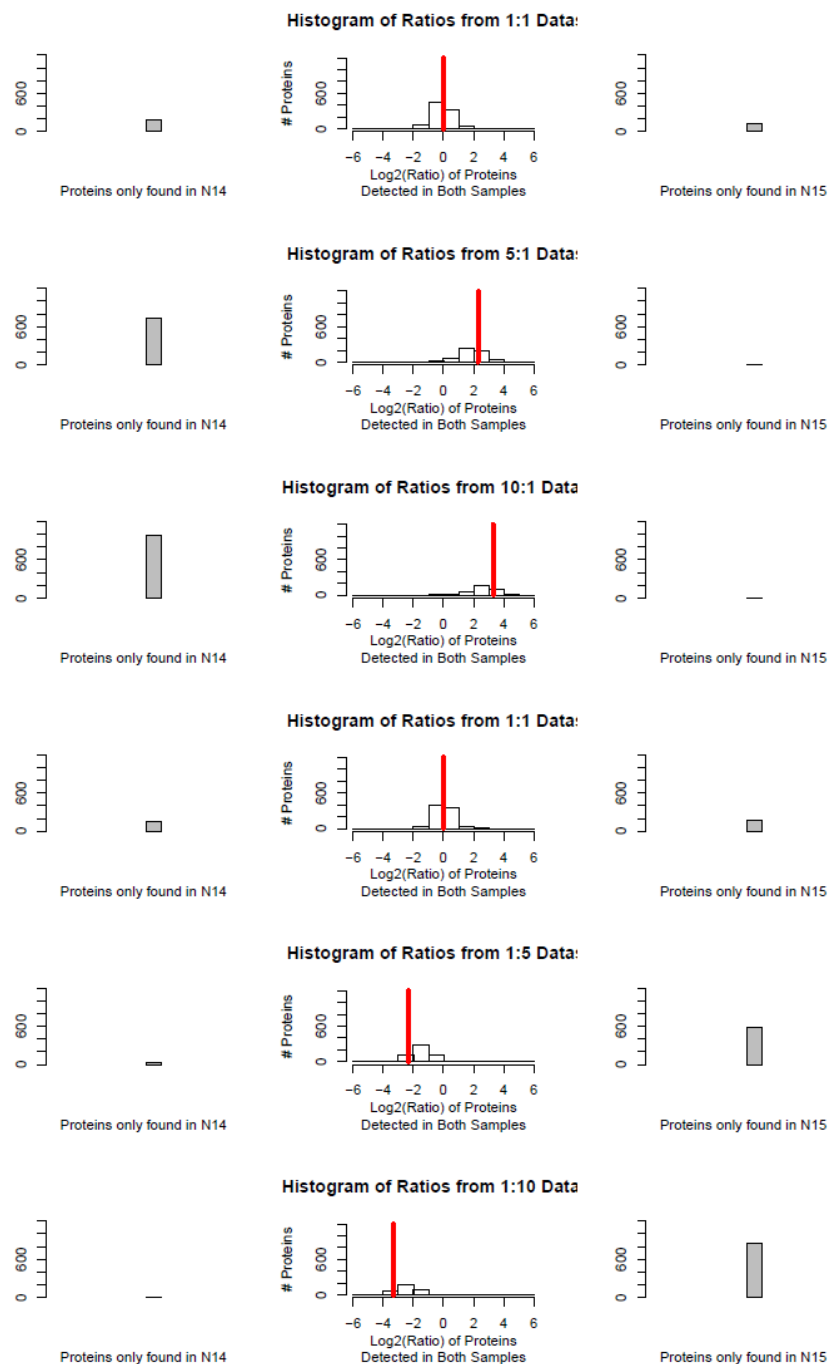 Histogram of Ratios from 1:1 Datas
600
0
Proteins only found in N14
# Proteins
600
0
−6 −4 −2 0 2 4 6
Log2(Ratio) of Proteins
Detected in Both Samples
600
0
Proteins only found in N15
Histogram of Ratios from 5:1 Datas
600
0
Proteins only found in N14
# Proteins
600
0
−6 −4 −2 0 2 4 6
Log2(Ratio) of Proteins
Detected in Both Samples
600
0
Proteins only found in N15
Histogram of Ratios from 10:1 Data
600
0
Proteins only found in N14
# Proteins
600
0
−6 −4 −2 0 2 4 6
Log2(Ratio) of Proteins
Detected in Both Samples
600
0
Proteins only found in N15
Histogram of Ratios from 1:1 Datas
600
0
Proteins only found in N14
# Proteins
600
0
−6 −4 −2 0 2 4 6
Log2(Ratio) of Proteins
Detected in Both Samples
600
0
Proteins only found in N15
Histogram of Ratios from 1:5 Datas
600
0
Proteins only found in N14
# Proteins
600
0
−6 −4 −2 0 2 4 6
Log2(Ratio) of Proteins
Detected in Both Samples
600
0
Proteins only found in N15
Histogram of Ratios from 1:10 Data
600
0
Proteins only found in N14
# Proteins
600
0
−6 −4 −2 0 2 4 6
Log2(Ratio) of Proteins
Detected in Both Samples
600
0
Proteins only found in N15